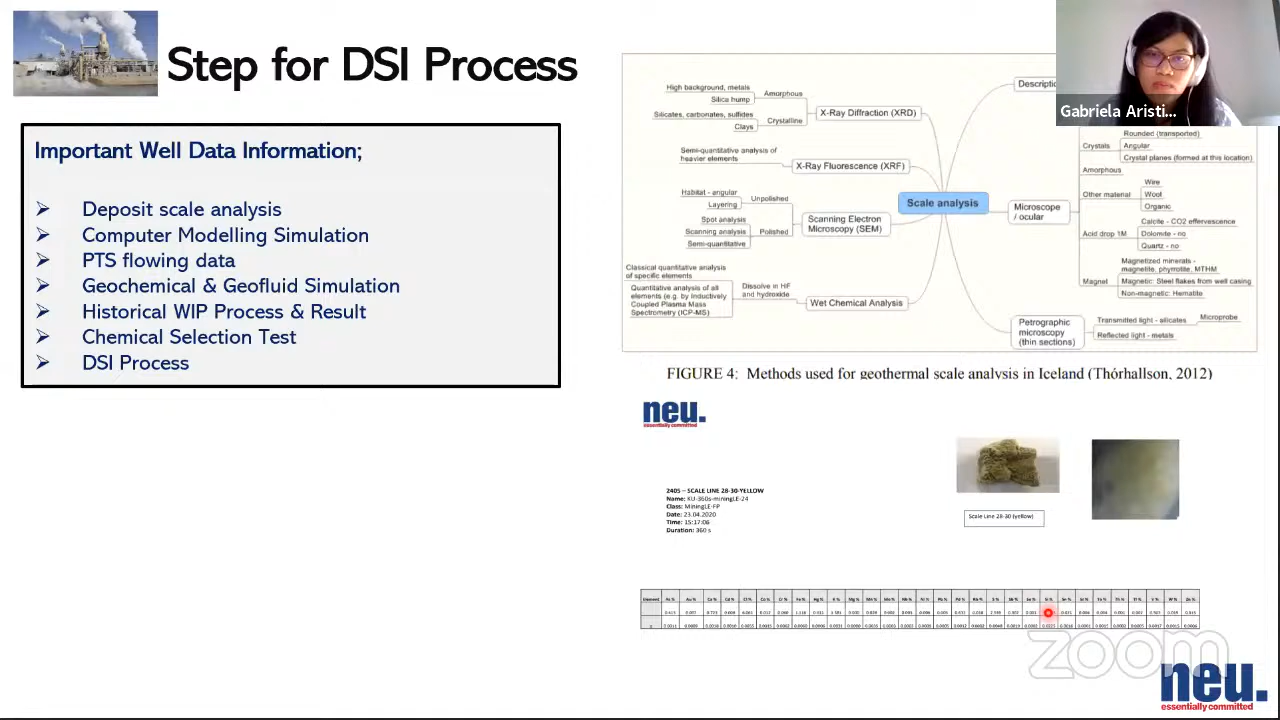 Step for DSI Process
Important Well Data Information;
Deposit scale analysis
Computer Modelling Simulation
PTS flowing data
Geochemical & Geofluid Simulation
Historical WIP Process & Result
Chemical Selection Test
DSI Process
High background, metals
Silica hump
Amorphous
Silicates, carbonates, sulfides
Clays
Crystalline
X-Ray Diffraction (XRD)
Semi-quantitative analysis of
heavier elements
X-Ray Fluorescence (XRF)
Habitat - angular
Layering
Unpolished
Spot analysis
Scanning analysis
Semi-quantitative
Polished
Scanning Electron
Microscopy (SEM)
Classical quantitative analysis
of specific elements
Quantitative analysis of all
elements (e.g. by Inductively
Coupled Plasma Mass
Spectrometry (ICP-MS)
Dissolve in HF
and hydroxide
Wet Chemical Analysis
Scale analysis
Descriptio
Microscope
/ ocular
Crystals
Rounded (transported)
Angular
Crystal planes (formed at this location)
Amorphous
Other material
Wire
Wool
Organic
Acid drop 1M
Calcite - CO2 effervescence
Dolomite - no
Quartz - no
Magnet
Magnetized minerals -
magnetite, phyrrotite, MTHM
Magnetic: Steel flakes from well casing
Non-magnetic: Hematite
Petrographic
microscopy
(thin sections)
Transmitted light - silicates
Microprobe
Reflected light - metals
FIGURE 4: Methods used for geothermal scale analysis in Iceland (Thórhallson, 2012)
Gabriela Aristi...
neu.
essentially committed
2405 – SCALE LINE 28-30-YELLOW
Name: KU-360s-miningLE-24
Class: MiningLE-FP
Date: 23.04.2020
Time: 15:17:06
Duration: 360 s
Scale Line 28-30 (yellow)
zoom
neu.
essentially committed